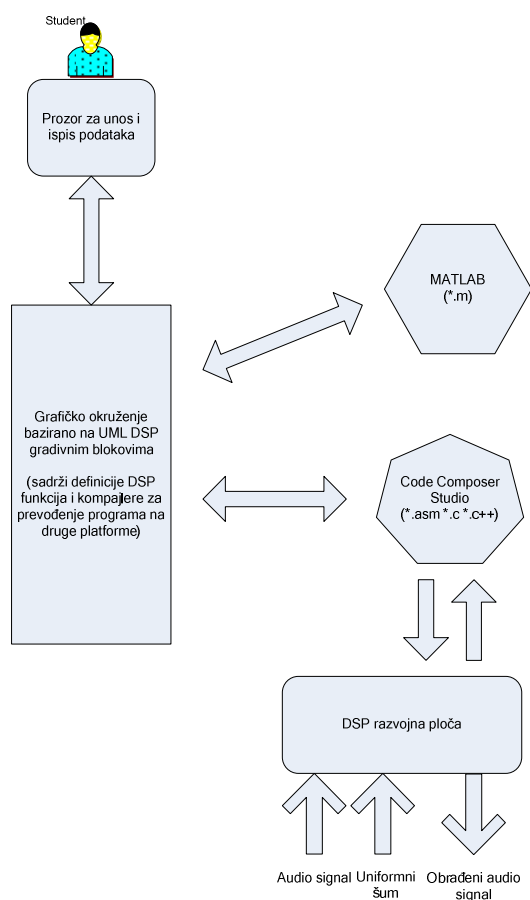 Student
Prozor za unos i
ispis podataka
MATLAB
(*.m)
Grafičko okruženje
bazirano na UML DSP
gradivnim blokovima
(sadrži definicije DSP
funkcija i kompajlere za
prevođenje programa na
druge platforme)
Code Composer
Studio
(*.asm *.c *.c++)
DSP razvojna ploča
Audio signal
Uniformni
šum
Obrađeni audio
signal